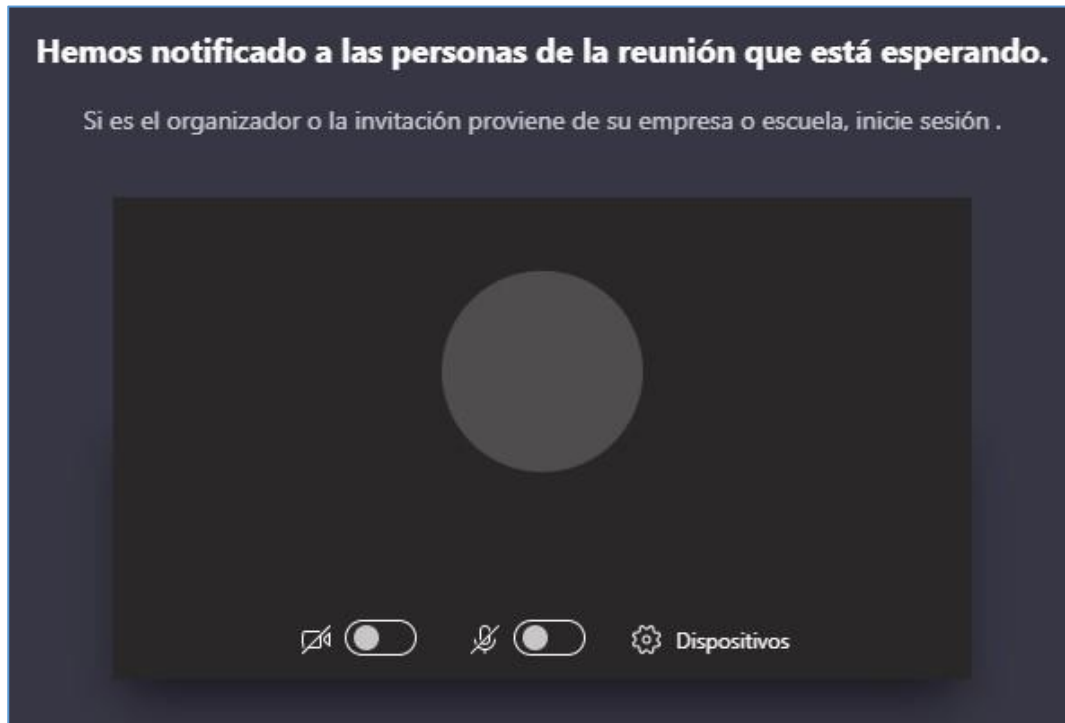 Hemos notificado a las personas de la reunión que está esperando.
Si es el organizador o la invitación proviene de su empresa o escuela, inicie sesión .
Dispositivos